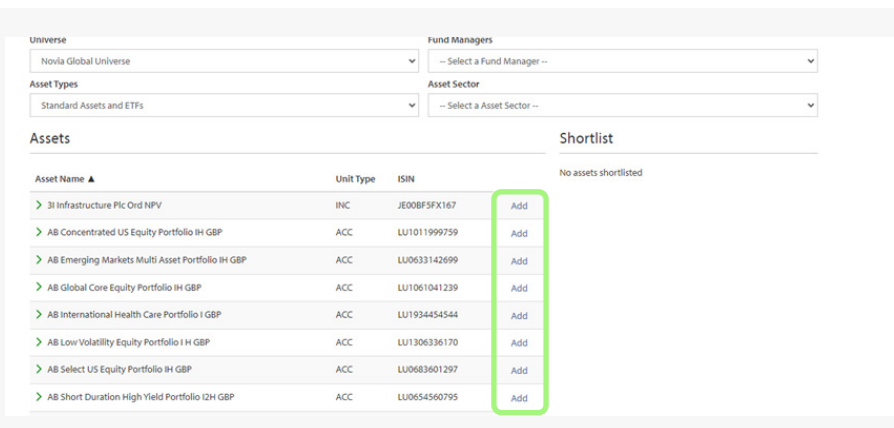 Universe
Fund Managers
Novia Global Universe
-- Select a Fund Manager --
Asset Types
Asset Sector
Standard Assets and ETFs
-- Select a Asset Sector --
Assets
Shortlist
Asset Name ▲ Unit Type ISIN
No assets shortlisted
3I Infrastructure Plc Ord NPV INC JE00BF5FX167 Add
AB Concentrated US Equity Portfolio IH GBP ACC LU1011999759 Add
AB Emerging Markets Multi Asset Portfolio IH GBP ACC LU0633142699 Add
AB Global Core Equity Portfolio IH GBP ACC LU1061041239 Add
AB International Health Care Portfolio I GBP ACC LU1934454544 Add
AB Low Volatility Equity Portfolio I H GBP ACC LU1306336170 Add
AB Select US Equity Portfolio IH GBP ACC LU0683601297 Add
AB Short Duration High Yield Portfolio I2H GBP ACC LU0654560795 Add